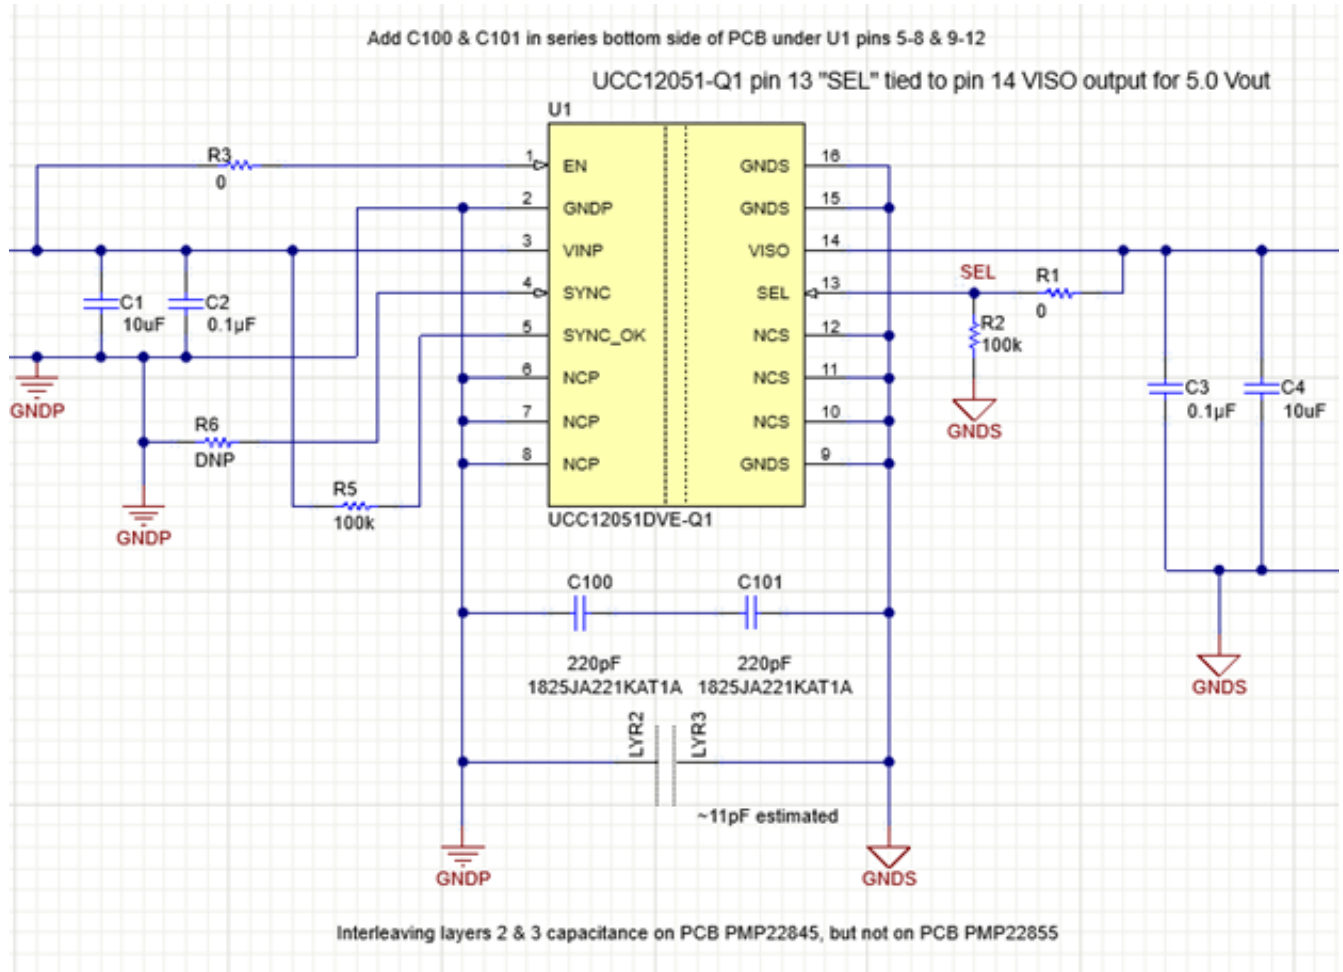 Add C100 & C101 in series bottom side of PCB under U1 pins 5-8 & 9-12
UCC12051-Q1 pin 13 "SEL" tied to pin 14 VISO output for 5.0 Vout
U1
R3
0
1
EN
GNDS
16
2
GNDP
GNDS
15
3
VINP
VISO
14
C1
10uF
C2
0.1µF
4
SYNC
SEL
13
SEL
R1
0
R2
100k
5
SYNC_OK
NCS
12
6
NCP
NCS
11
7
NCP
NCS
10
8
NCP
GNDS
9
C3
0.1µF
C4
10uF
GNDP
GNDS
R6
DNP
R5
100k
GNDP
UCC12051DVE-Q1
C100
C101
220pF
220pF
1825JA221KAT1A
1825JA221KAT1A
GNDS
LYR2
LYR3
~11pF estimated
GNDP
GNDS
Interleaving layers 2 & 3 capacitance on PCB PMP22845, but not on PCB PMP22855